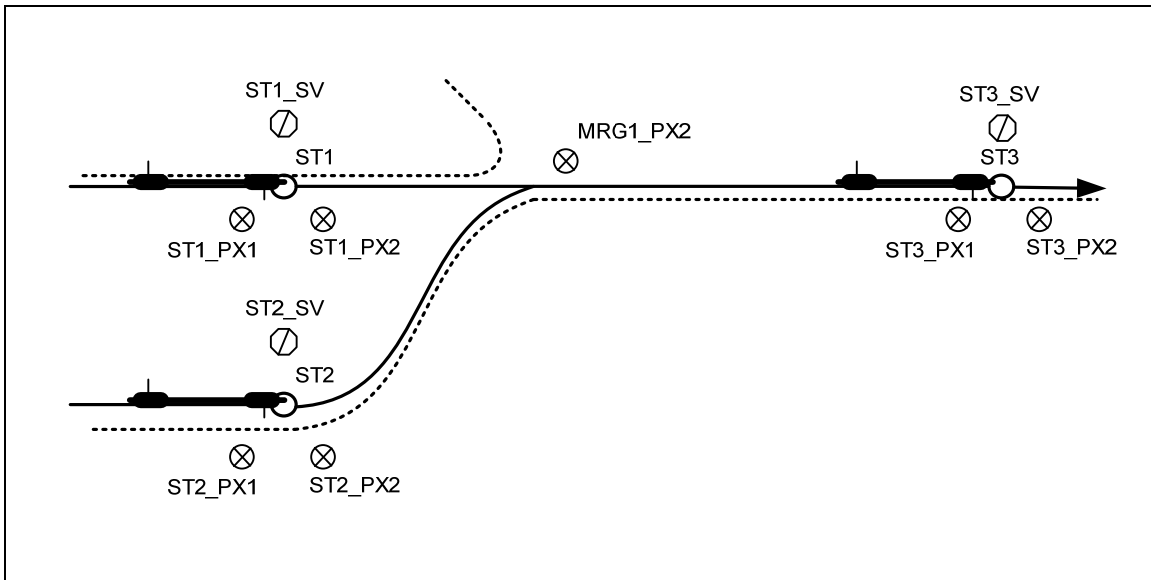 ST1_SV
ST3_SV
MRG1_PX2
ST1
ST3
ST1_PX1
ST1_PX2
ST3_PX1
ST3_PX2
ST2_SV
ST2
ST2_PX1
ST2_PX2